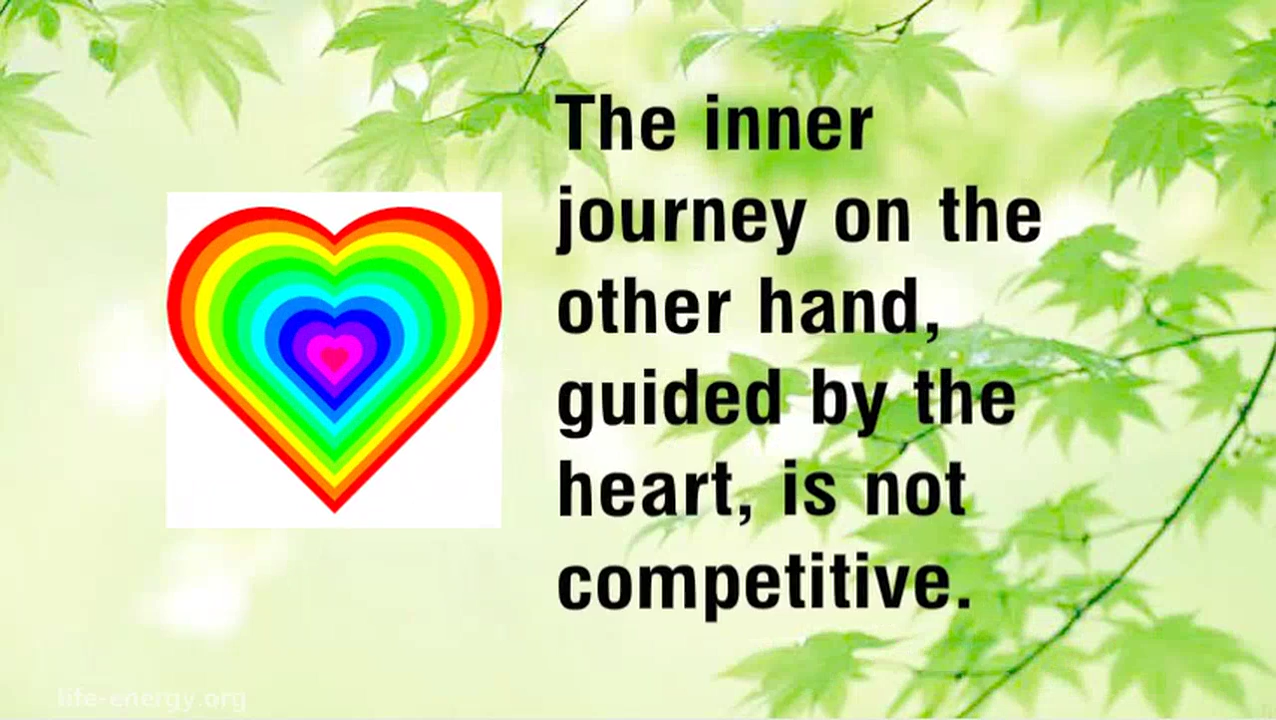 The inner
journey on the
other hand,
guided by the
heart, is not
competitive.
life-energy.org